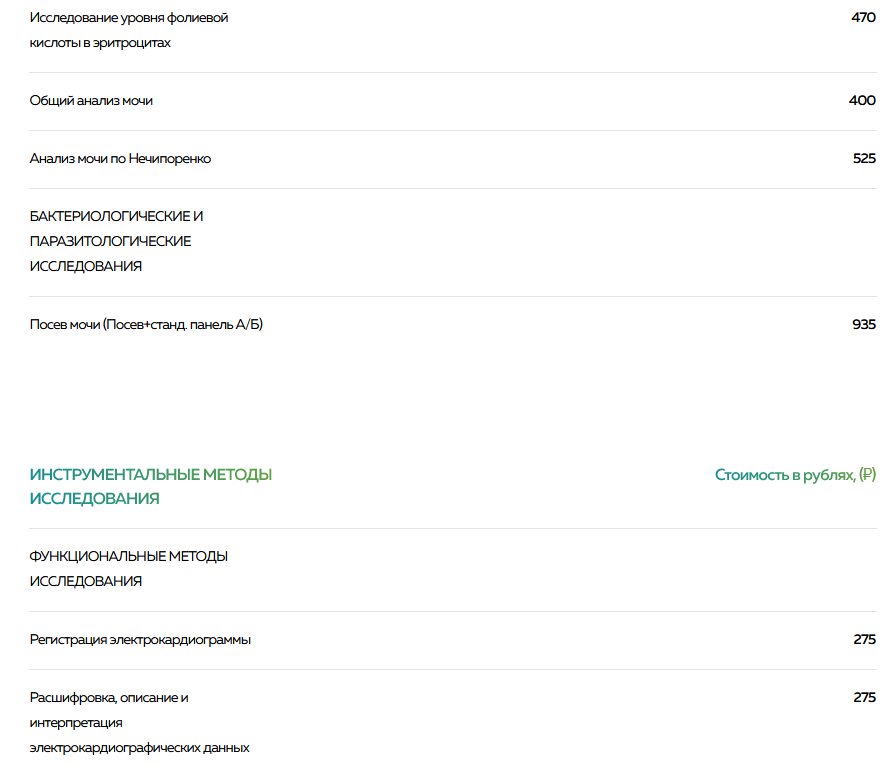 Исследование уровня фолиевой 470
кислоты в эритроцитах
Общий анализ мочи 400
Анализ мочи по Нечипоренко 525
БАКТЕРИОЛОГИЧЕСКИЕ И
ПАРАЗИТОЛОГИЧЕСКИЕ
ИССЛЕДОВАНИЯ
Посев мочи (Посев+станд. панель А/Б) 935
ИНСТРУМЕНТАЛЬНЫЕ МЕТОДЫ Стоимость в рублях, (₽)
ИССЛЕДОВАНИЯ
ФУНКЦИОНАЛЬНЫЕ МЕТОДЫ
ИССЛЕДОВАНИЯ
Регистрация электрокардиограммы 275
Расшифровка, описание и 275
интерпретация
электрокардиографических данных